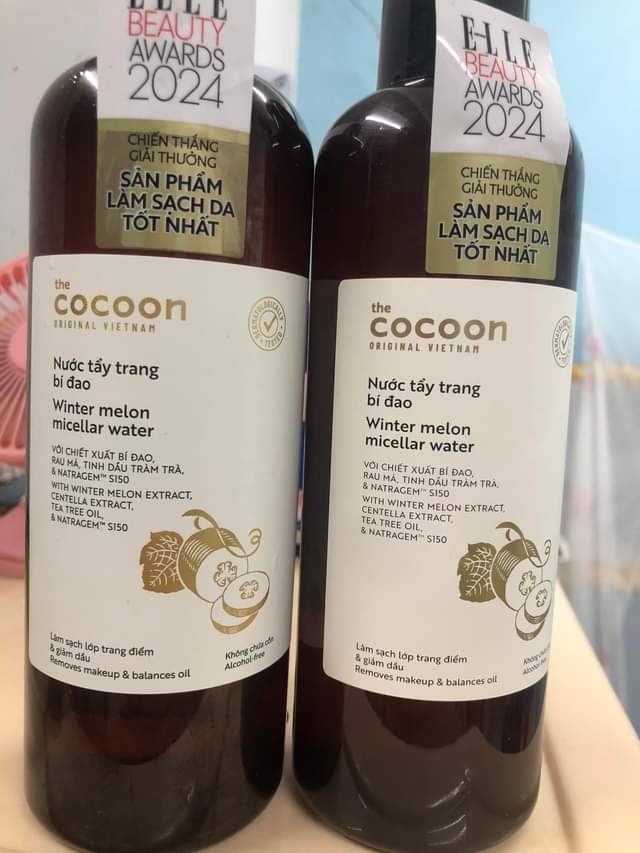 ELLE
BEAUTY
AWARDS
2024
CHIẾN THẮNG
GIẢI THƯỞNG
SẢN PHẨM
LÀM SẠCH DA
TỐT NHẤT
the
cocoon
ORIGINAL VIETNAM
DERMATOLOGICALLY
TESTED
Nước tẩy trang
bí đao
Winter melon
micellar water
VỚI CHIẾT XUẤT BÍ ĐAO,
RAU MÁ, TINH DẦU TRÀM TRÀ,
& NATRAGEM™ S150
WITH WINTER MELON EXTRACT,
CENTELLA EXTRACT,
TEA TREE OIL,
& NATRAGEM™ S150
Làm sạch lớp trang điểm
& giảm dầu
Removes makeup & balances oil
Không chứa cồn
Alcohol-free
ELLE
BEAUTY
AWARDS
2024
CHIẾN THẮNG
GIẢI THƯỞNG
SẢN PHẨM
LÀM SẠCH DA
TỐT NHẤT
the
cocoon
ORIGINAL VIETNAM
Nước tẩy trang
bí đao
Winter melon
micellar water
VỚI CHIẾT XUẤT BÍ ĐAO,
RAU MÁ, TINH DẦU TRÀM TRÀ,
& NATRAGEM™ S150
WITH WINTER MELON EXTRACT,
CENTELLA EXTRACT,
TEA TREE OIL,
& NATRAGEM™ S150
Làm sạch lớp trang điểm
& giảm dầu
Removes makeup & balances oil
Không chứa
Alcohol-free